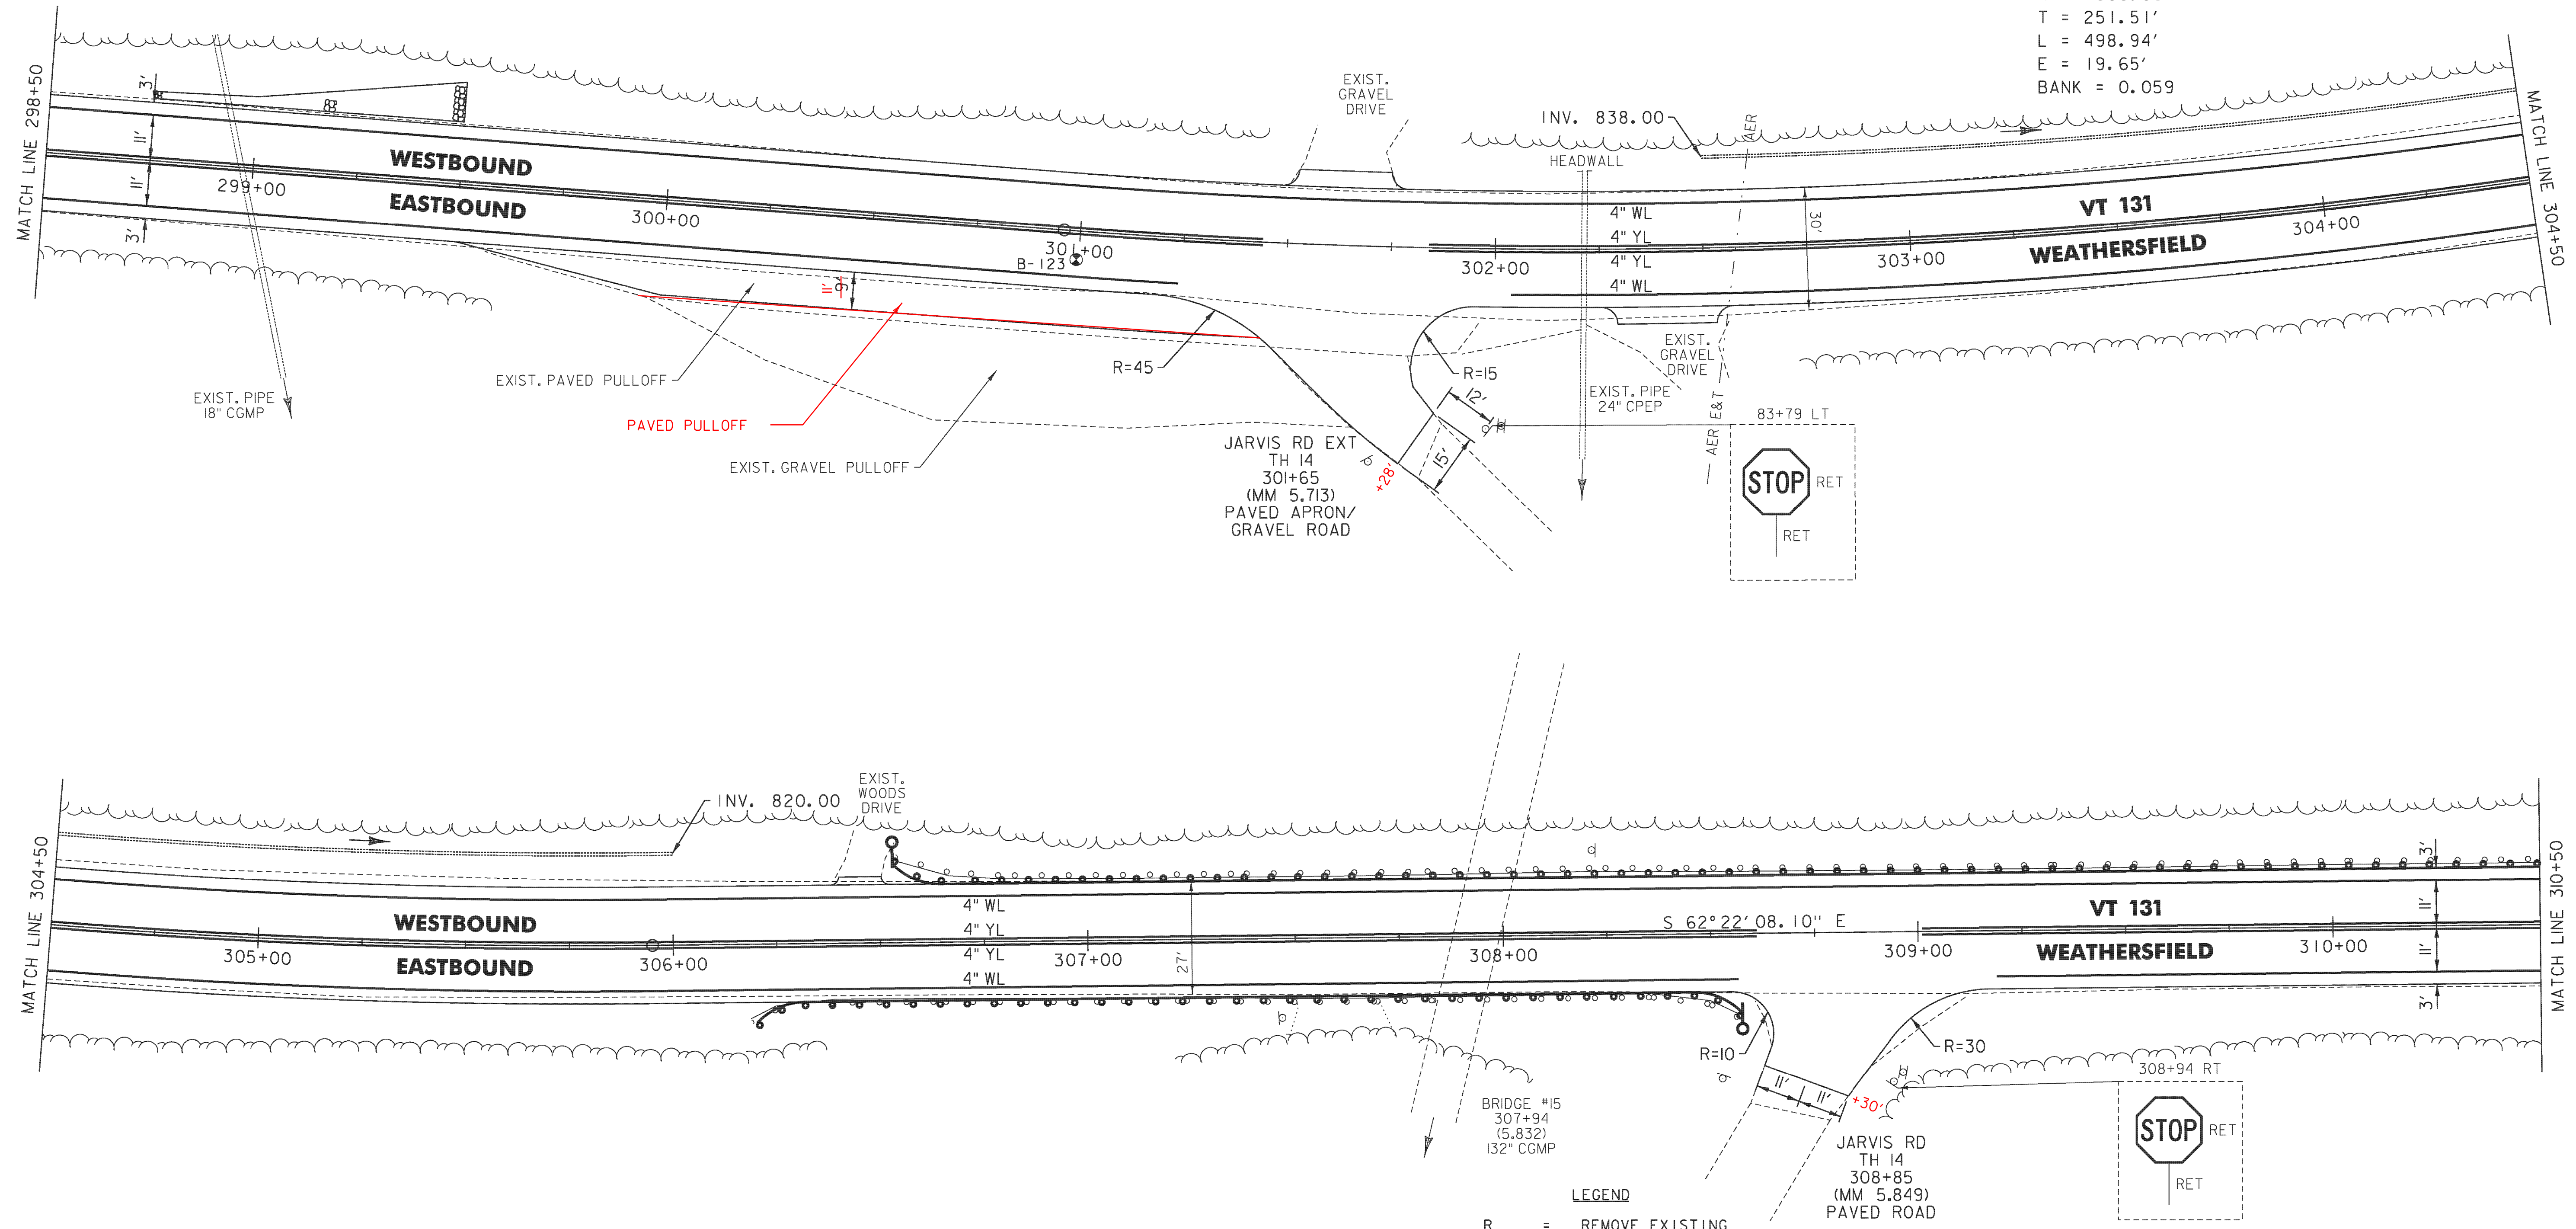 T = 251.51'
L = 498.94'
E = 19.65'
BANK = 0.059
MATCH LINE 298+50
3'
11'
11'
3'
WESTBOUND
EASTBOUND
299+00
300+00
301+00
B-123
302+00
303+00
304+00
EXIST.
GRAVEL
DRIVE
INV. 838.00
HEADWALL
AER
4" WL
4" YL
4" YL
4" WL
30'
VT 131
WEATHERSFIELD
MATCH LINE 304+50
11'
9'
EXIST. PIPE
18" CGMP
EXIST. PAVED PULLOFF
PAVED PULLOFF
EXIST. GRAVEL PULLOFF
R=45
R=15
12'
15'
+28'
JARVIS RD EXT
TH 14
301+65
(MM 5.713)
PAVED APRON/
GRAVEL ROAD
EXIST.
GRAVEL
DRIVE
EXIST. PIPE
24" CPEP
AER E&T
83+79 LT
STOP
RET
RET
MATCH LINE 304+50
INV. 820.00
EXIST.
WOODS
DRIVE
WESTBOUND
EASTBOUND
305+00
306+00
307+00
308+00
309+00
310+00
4" WL
4" YL
4" YL
4" WL
27'
S 62°22'08.10" E
VT 131
WEATHERSFIELD
3'
11'
11'
3'
MATCH LINE 310+50
R=10
R=30
11'
11'
+30'
BRIDGE #15
307+94
(5.832)
132" CGMP
JARVIS RD
TH 14
308+85
(MM 5.849)
PAVED ROAD
308+94 RT
STOP
RET
RET
LEGEND
R = REMOVE EXISTING